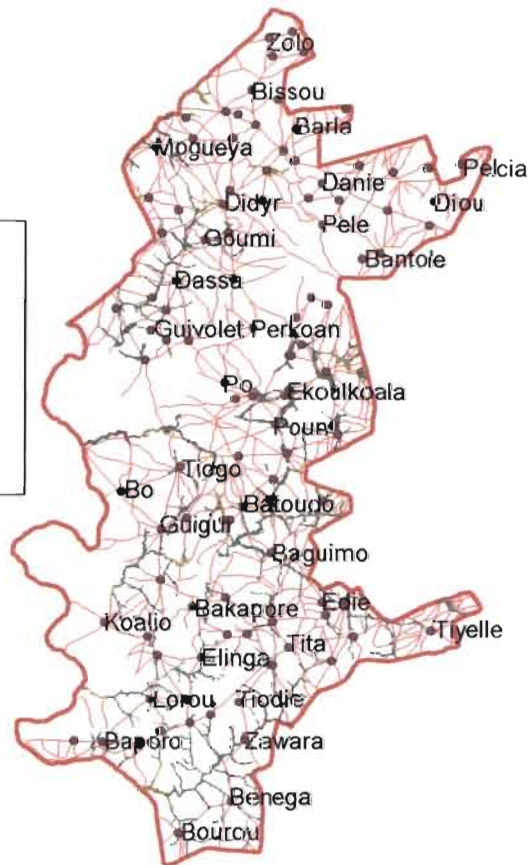 Zolo
Bissou
Barla
Mogueya
Pelcia
Danie
Didyr
Diou
Pele
Goumi
Bantole
Dassa
Guivolet
Perkoan
Po
Ekoulkoala
Poun
Tiogo
Bo
Batoudo
Guigui
Baguimo
Edie
Bakapore
Koalio
Tiyelle
Tita
Elinga
Lorou
Tiodie
Baporo
Zawara
Benega
Bourou